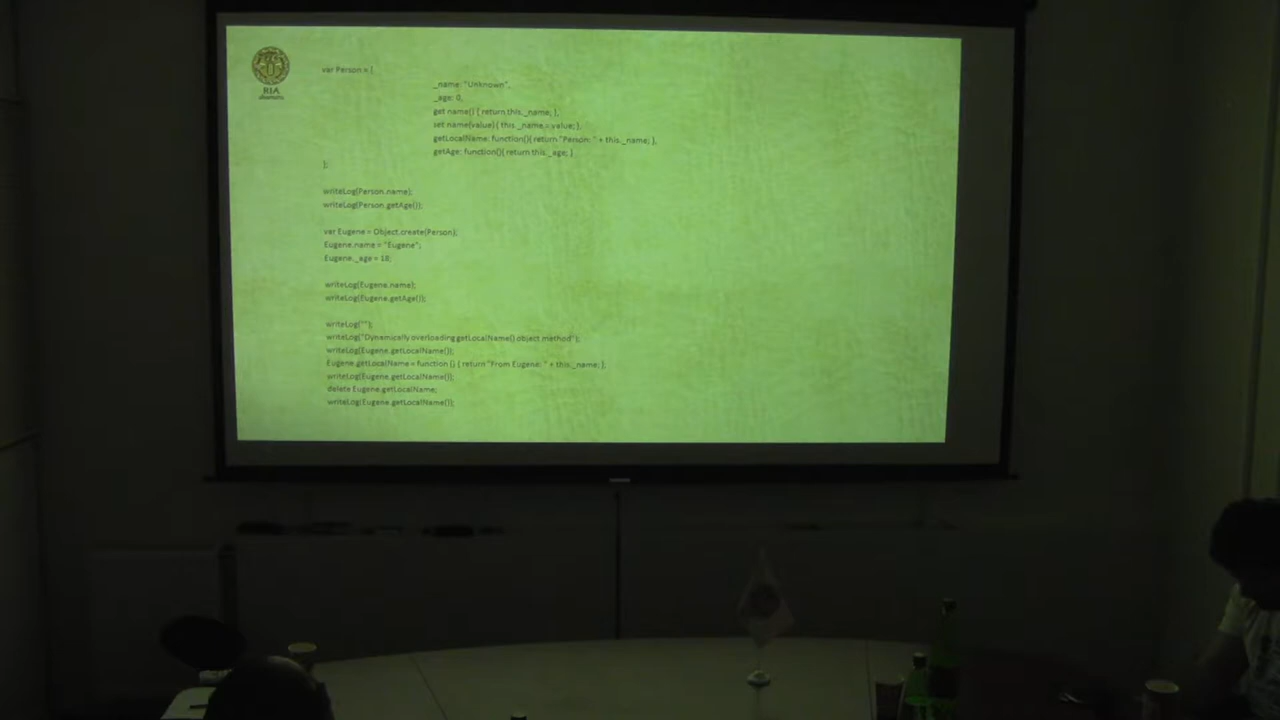 RIA
var Person = {
_name: "Unknown",
_age: 0,
get name() { return this._name; },
set name(value) { this._name = value; },
getLocalName: function(){ return "Person: " + this._name; },
getAge: function(){ return this._age; }
};
writeLog(Person.name);
writeLog(Person.getAge());
var Eugene = Object.create(Person);
Eugene.name = "Eugene";
Eugene._age = 18;
writeLog(Eugene.name);
writeLog(Eugene.getAge());
writeLog("");
writeLog("Dynamically overloading getLocalName() object method");
writeLog(Eugene.getLocalName());
Eugene.getLocalName = function () { return "From Eugene: " + this._name; };
writeLog(Eugene.getLocalName());
delete Eugene.getLocalName;
writeLog(Eugene.getLocalName());